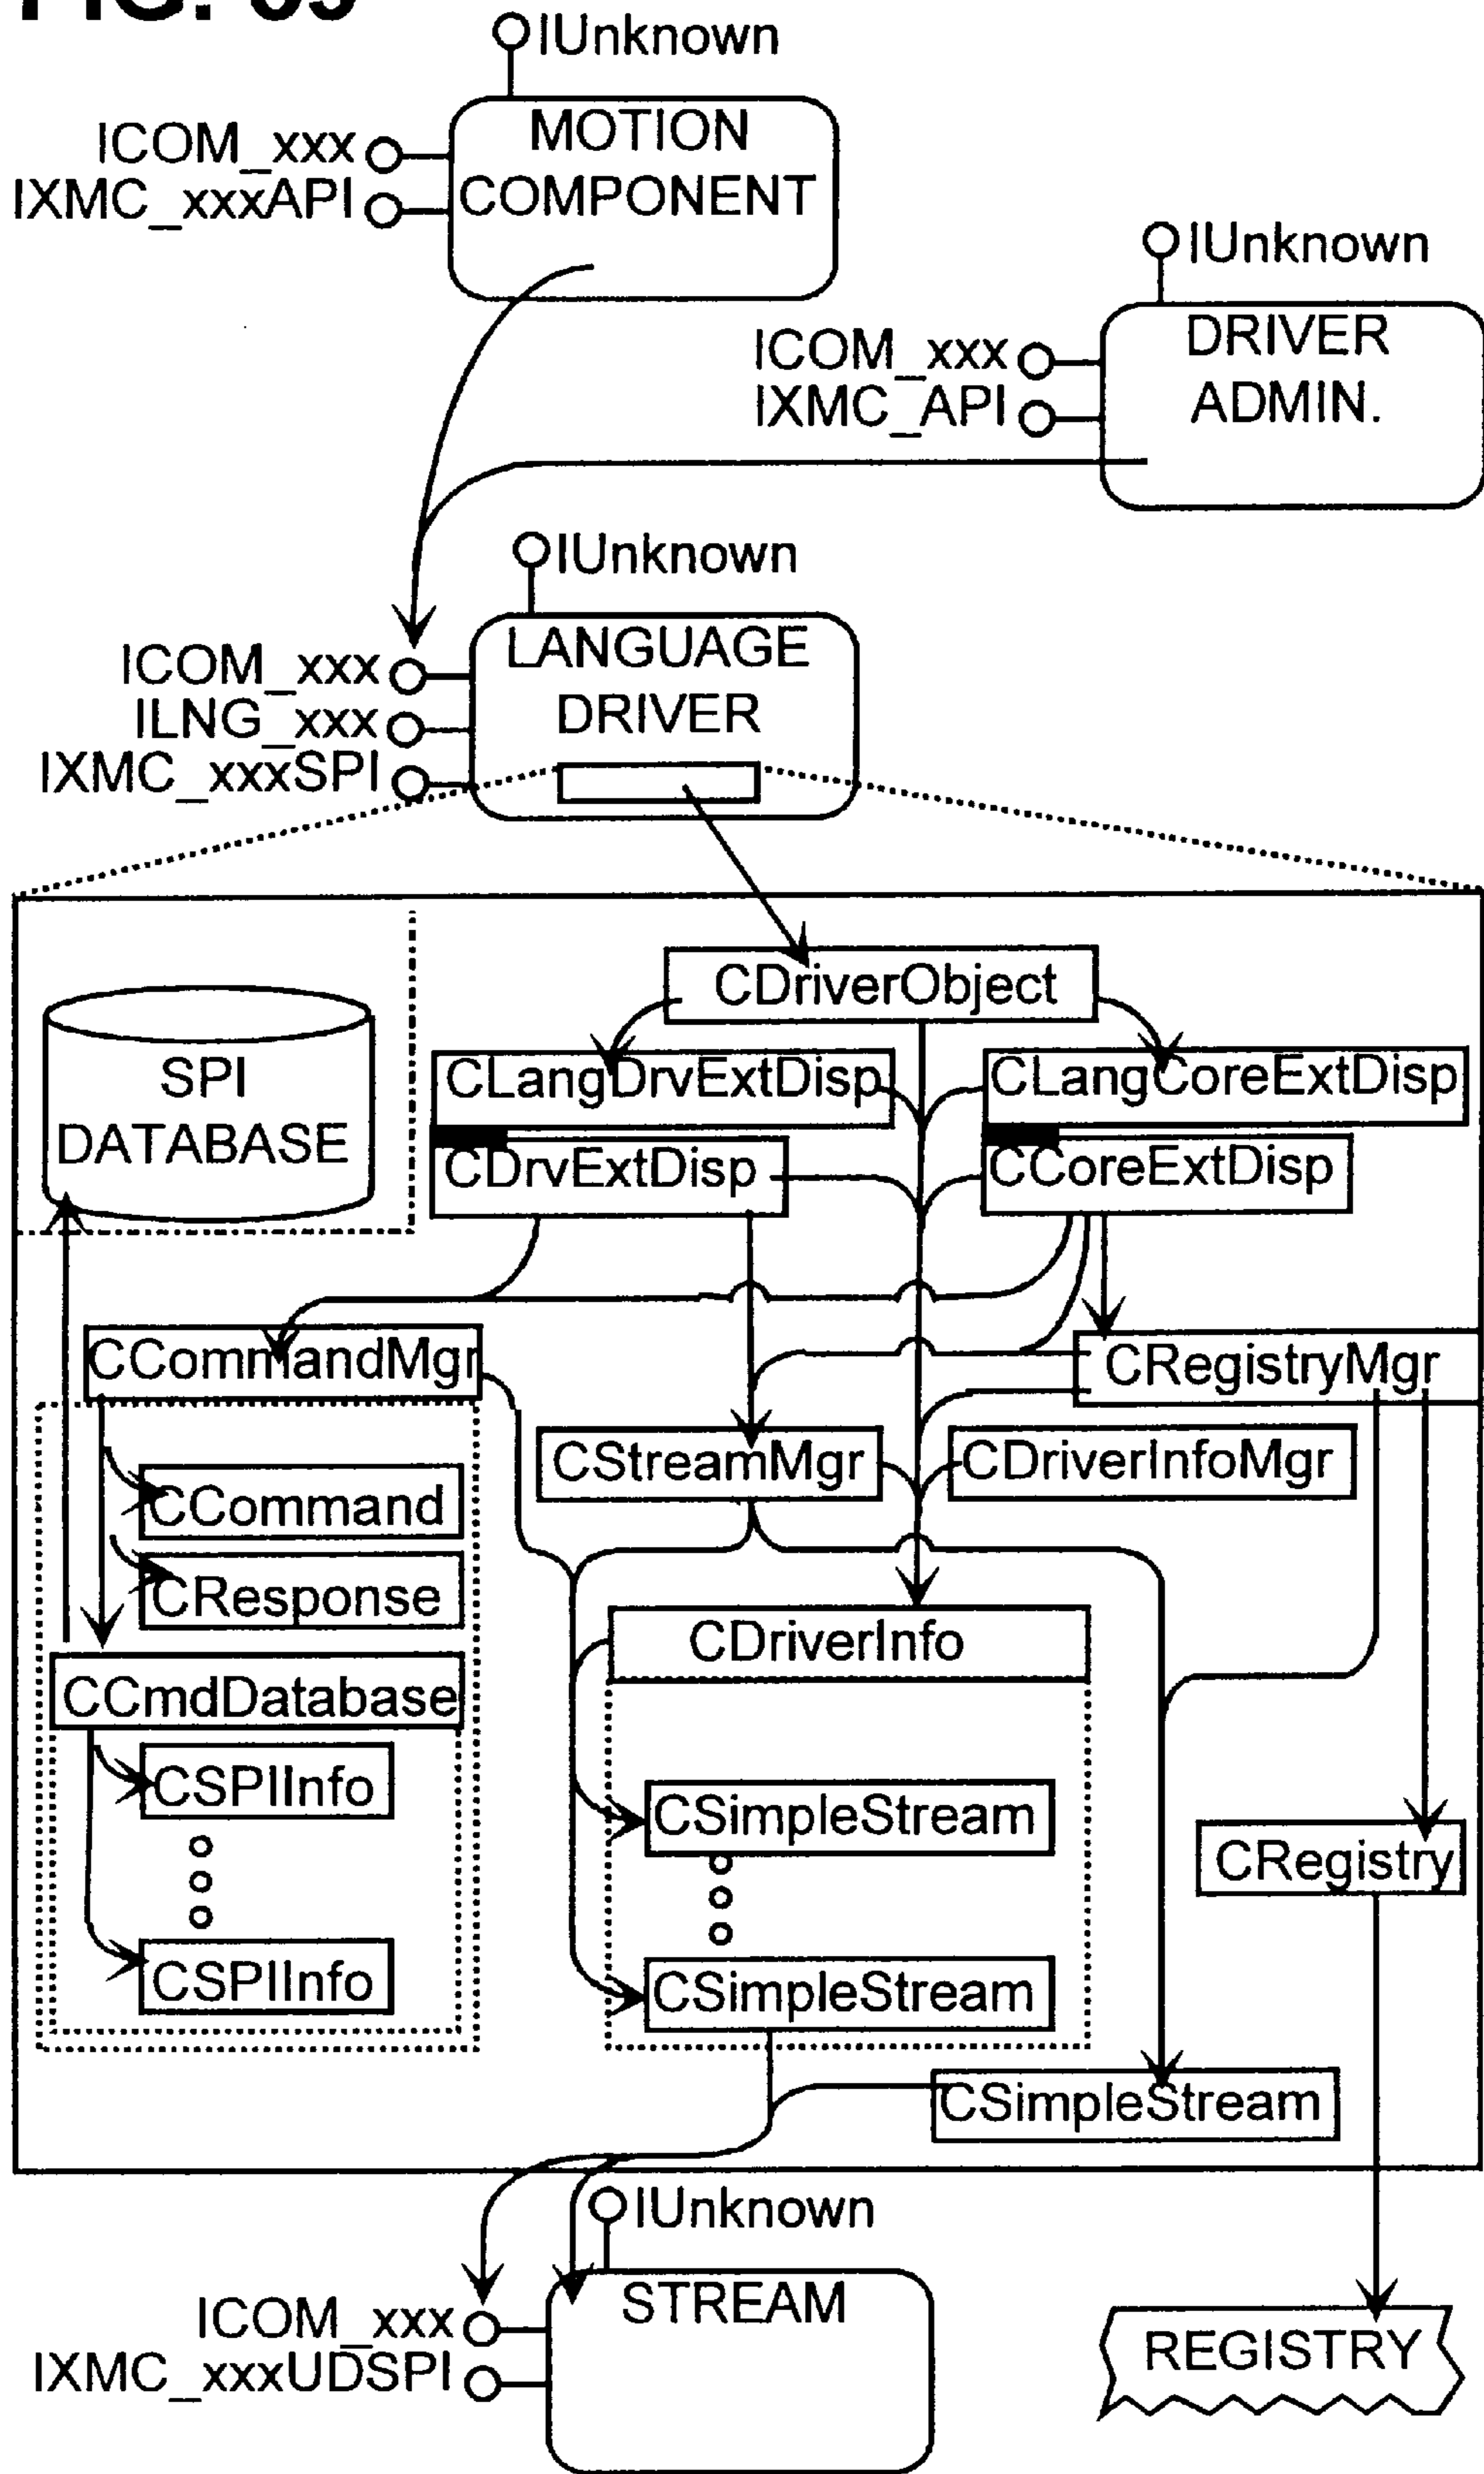 IUnknown
MOTION
COMPONENT
ICOM_xxx
IXMC_xxxAPI
IUnknown
DRIVER
ADMIN.
ICOM_xxx
IXMC_API
IUnknown
LANGUAGE
DRIVER
ICOM_xxx
ILNG_xxx
IXMC_xxxSPI
CDriverObject
SPI
DATABASE
CLangDrvExtDisp
CLangCoreExtDisp
CDrvExtDisp
CCoreExtDisp
CCommandMgr
CRegistryMgr
CStreamMgr
CDriverInfoMgr
CCommand
CResponse
CDriverInfo
CCmdDatabase
CSPIInfo
CSimpleStream
CRegistry
CSPIInfo
CSimpleStream
CSimpleStream
IUnknown
STREAM
ICOM_xxx
IXMC_xxxUDSPI
REGISTRY